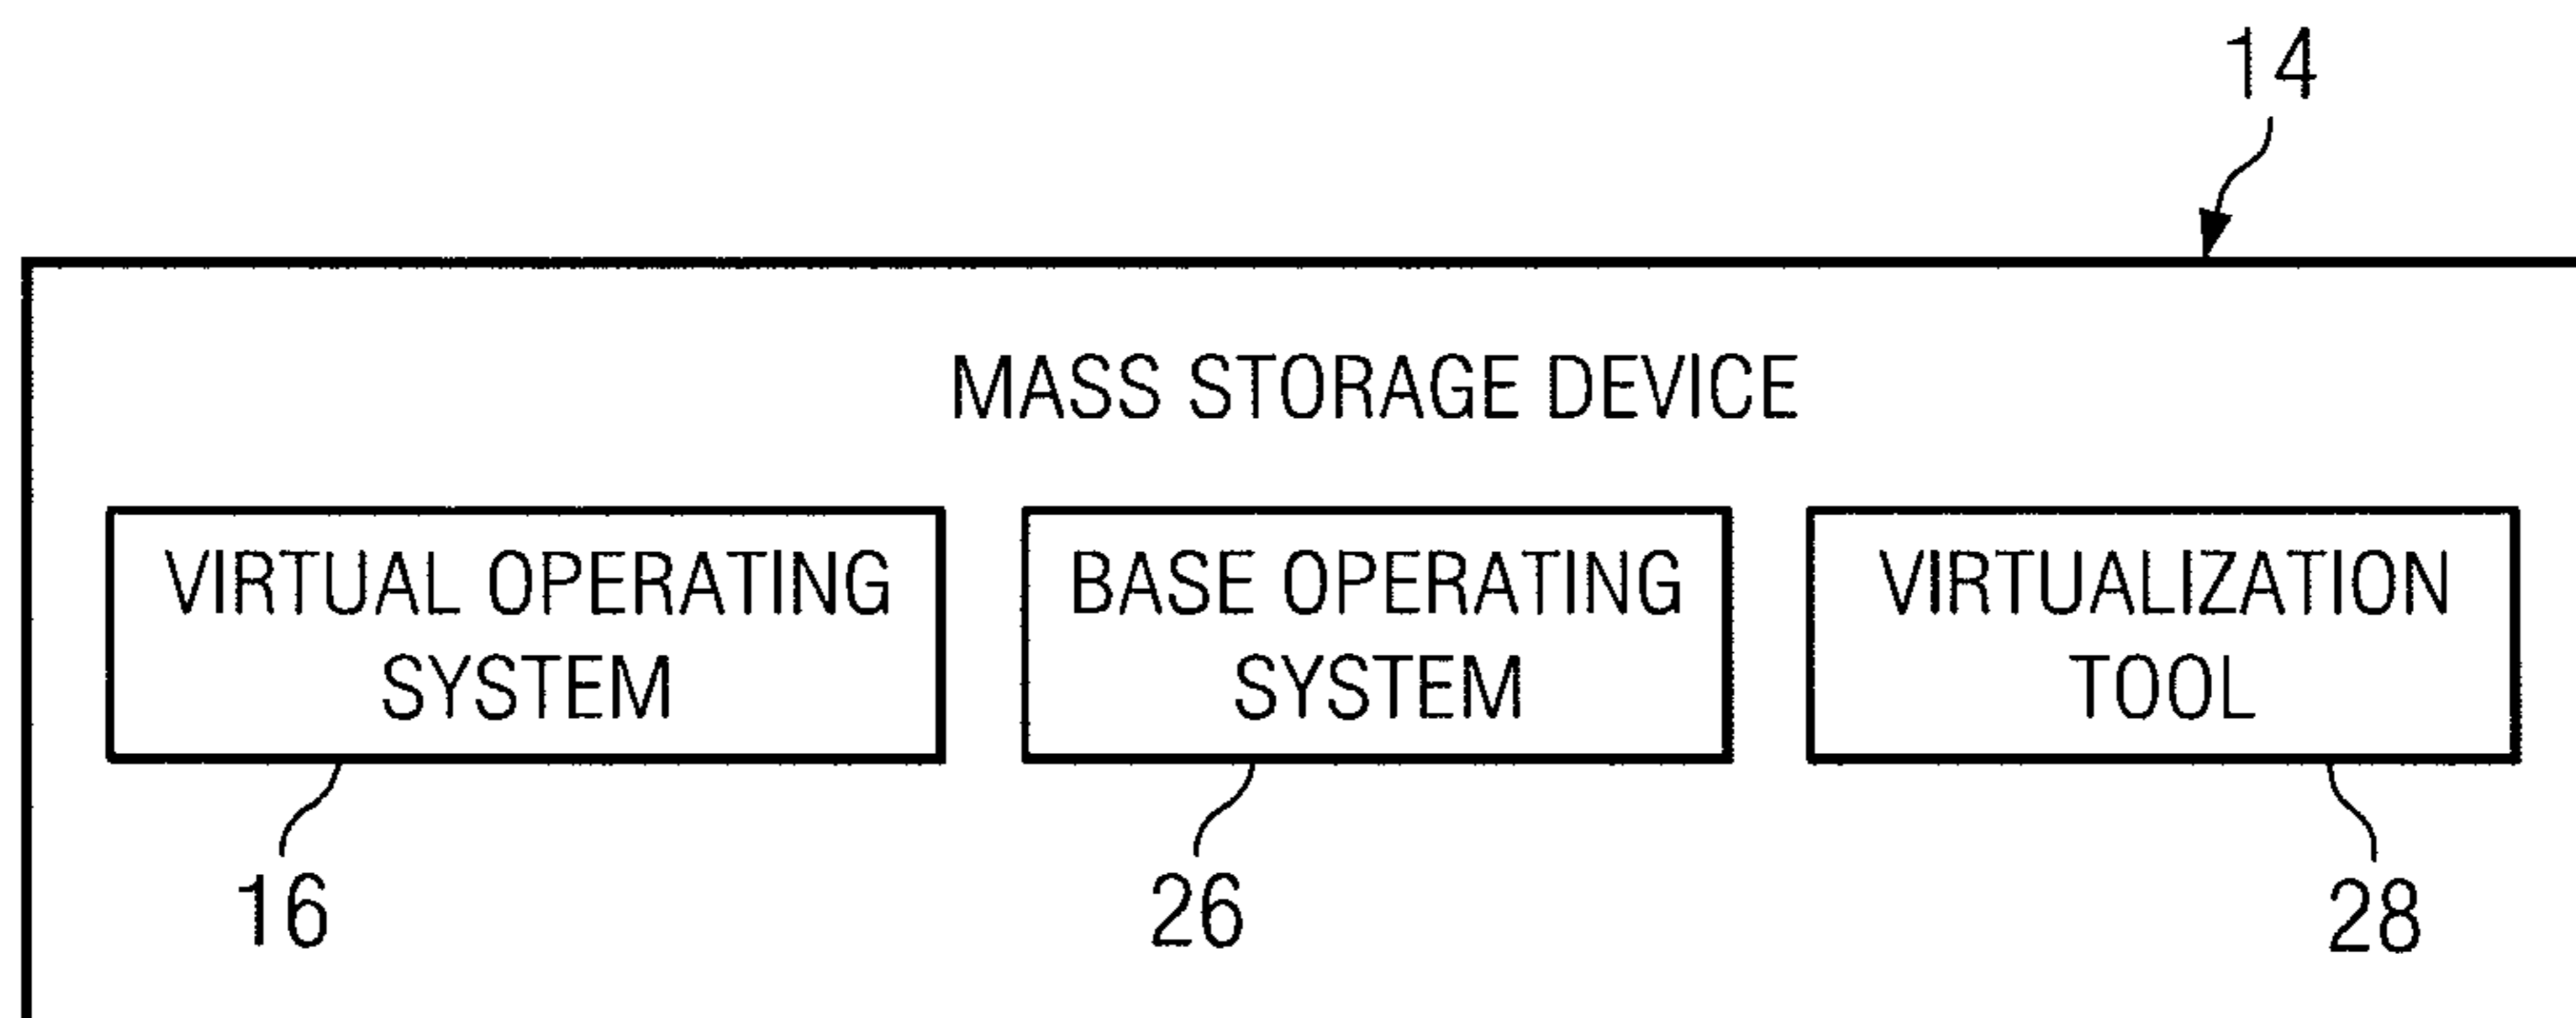 14
MASS STORAGE DEVICE
VIRTUAL OPERATING
SYSTEM
BASE OPERATING
SYSTEM
VIRTUALIZATION
TOOL
16
26
28